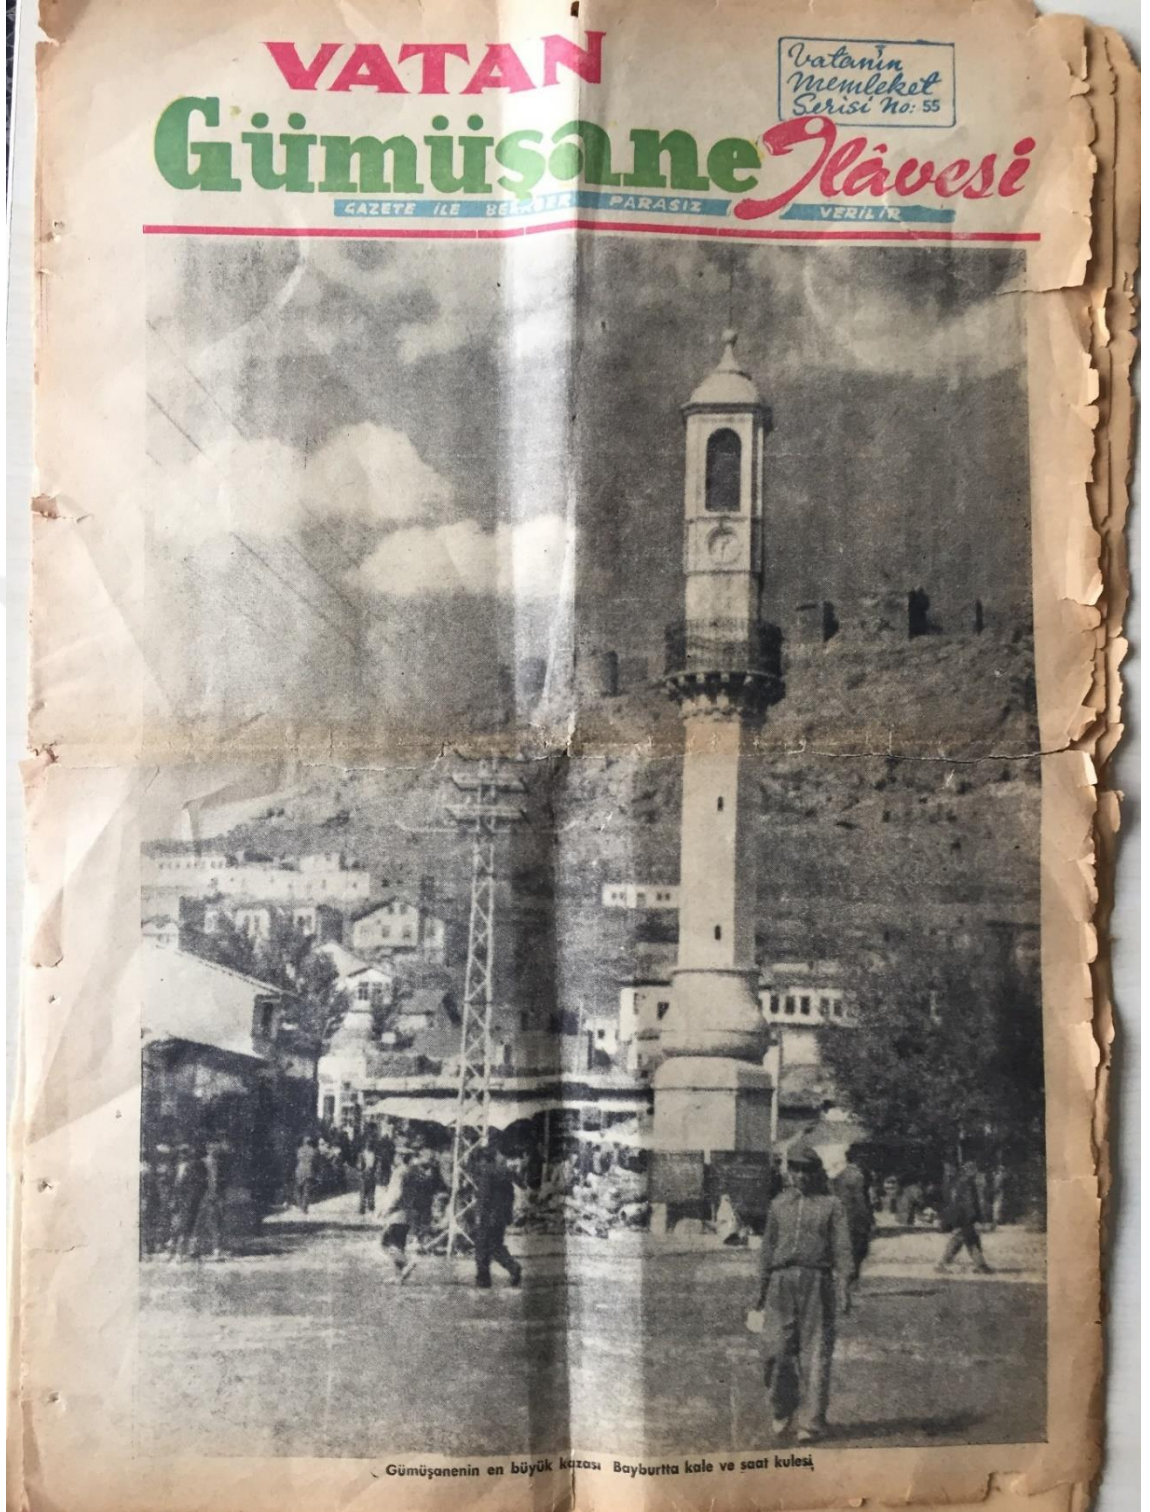 VATAN
Vatanın
Memleket
Serisi No: 55
Gümüşane İlâvesi
GAZETE İLE BERABER PARASIZ VERİLİR
Gümüşanenin en büyük kazası Bayburtta kale ve saat kulesi